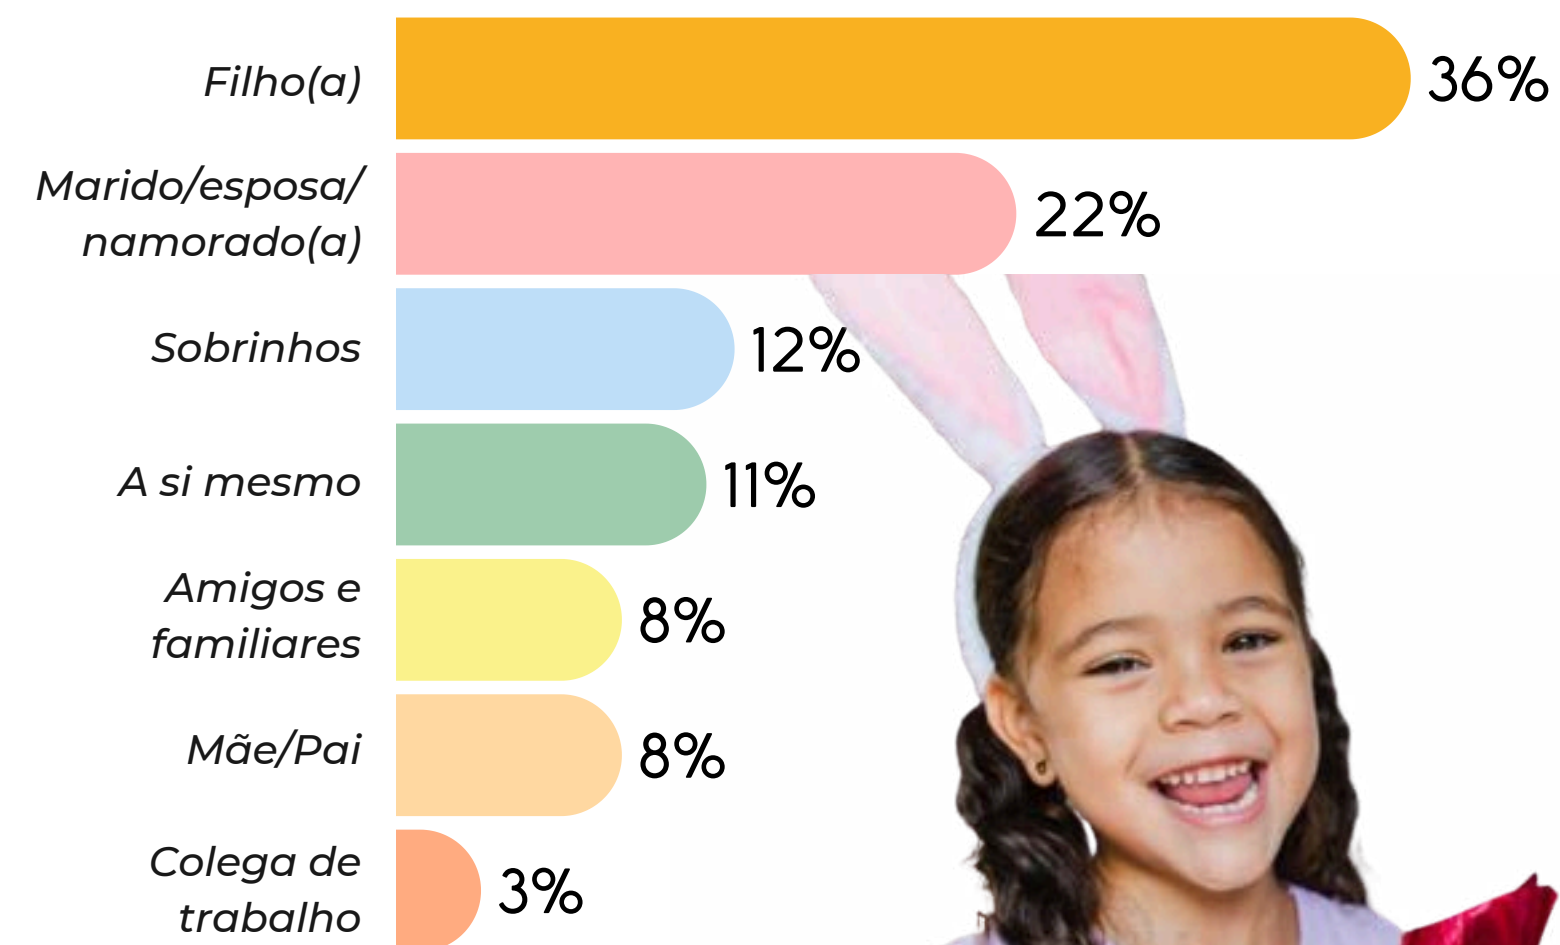 Filho(a)
36%
Marido/esposa/
namorado(a)
22%
Sobrinhos
12%
A si mesmo
11%
Amigos e
familiares
8%
Mãe/Pai
8%
Colega de
trabalho
3%